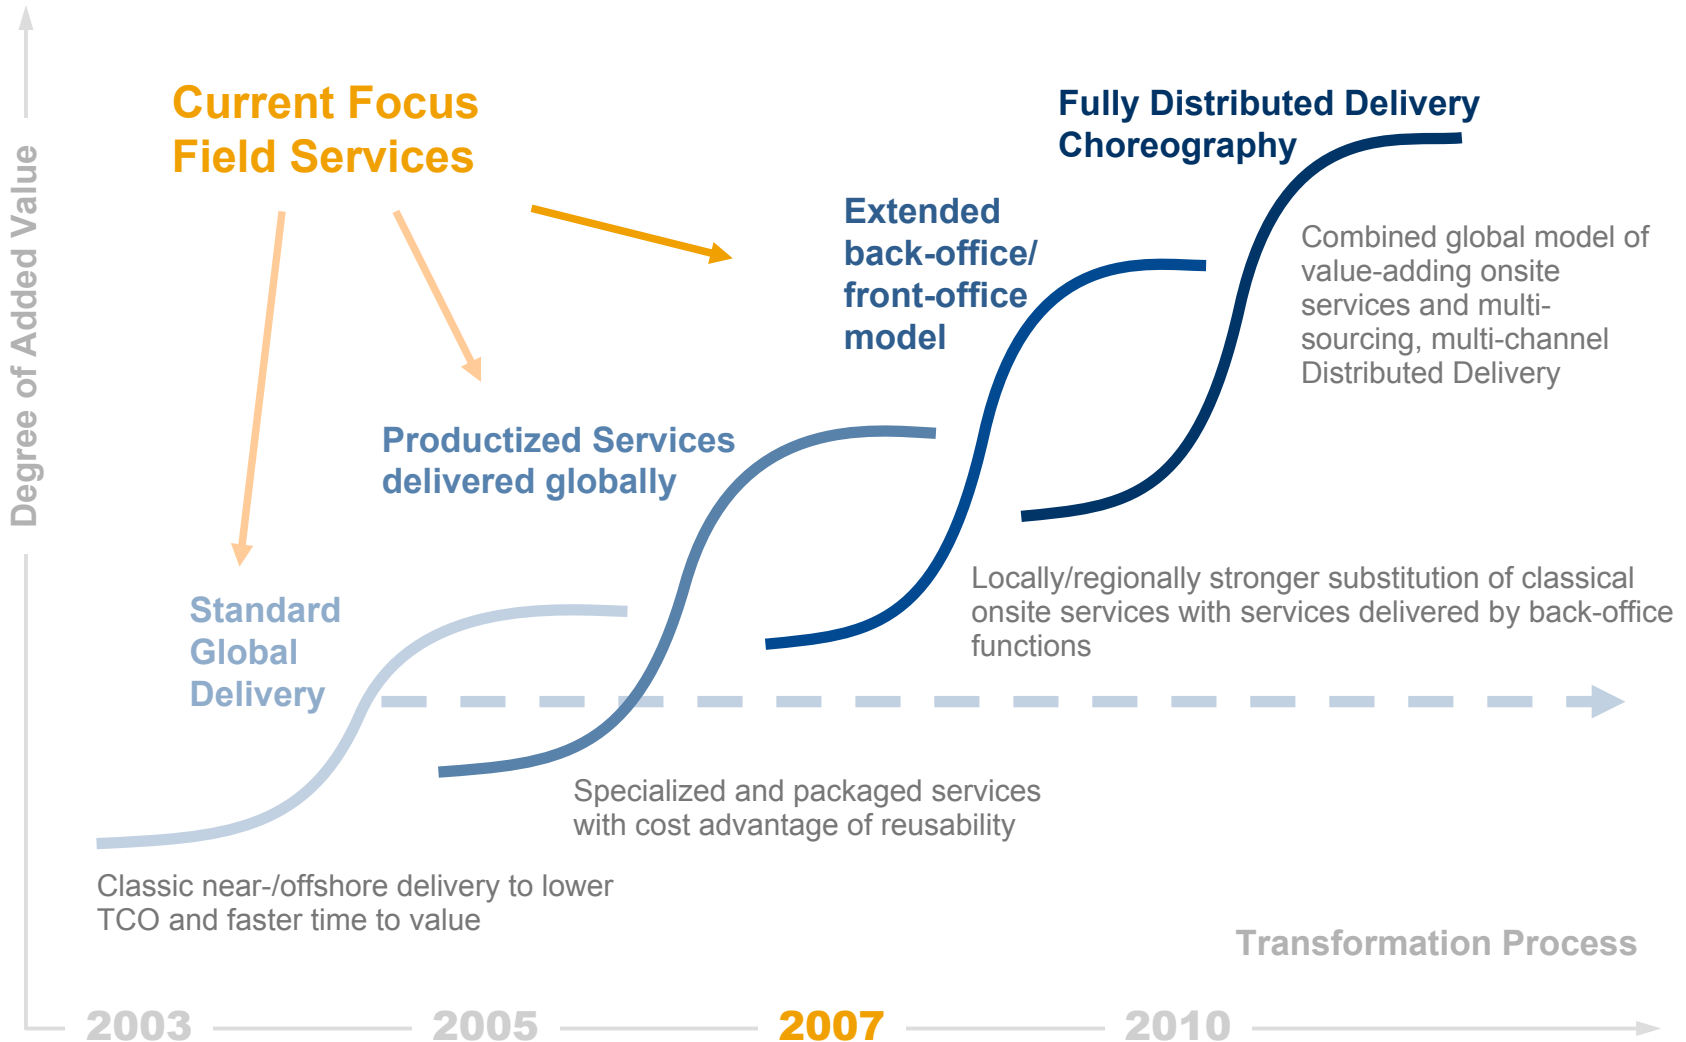 Current Focus
Field Services
Fully Distributed Delivery
Choreography
Extended
back-office/
front-office
model
Combined global model of
value-adding onsite
services and multi-
sourcing, multi-channel
Distributed Delivery
Degree of Added Value
Productized Services
delivered globally
Locally/regionally stronger substitution of classical
onsite services with services delivered by back-office
functions
Standard
Global
Delivery
Specialized and packaged services
with cost advantage of reusability
Classic near-/offshore delivery to lower
TCO and faster time to value
Transformation Process
2003
2005
2007
2010